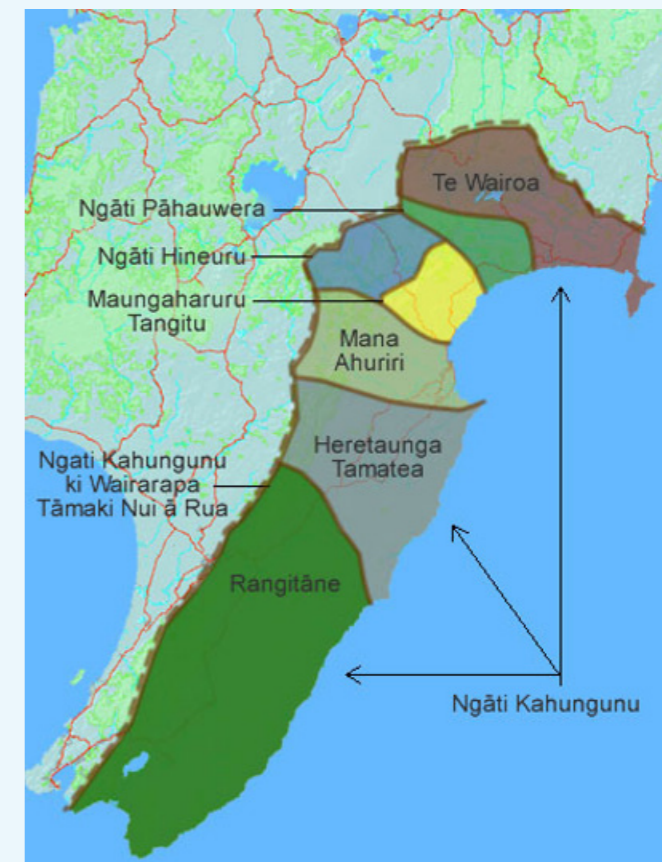 Te Wairoa
Ngāti Pāhauwera
Ngāti Hineuru
Maungaharuru
Tangitu
Mana
Ahuriri
Heretaunga
Tamatea
Ngati Kahungunu
ki Wairarapa
Tāmaki Nui ā Rua
Rangitāne
Ngāti Kahungunu